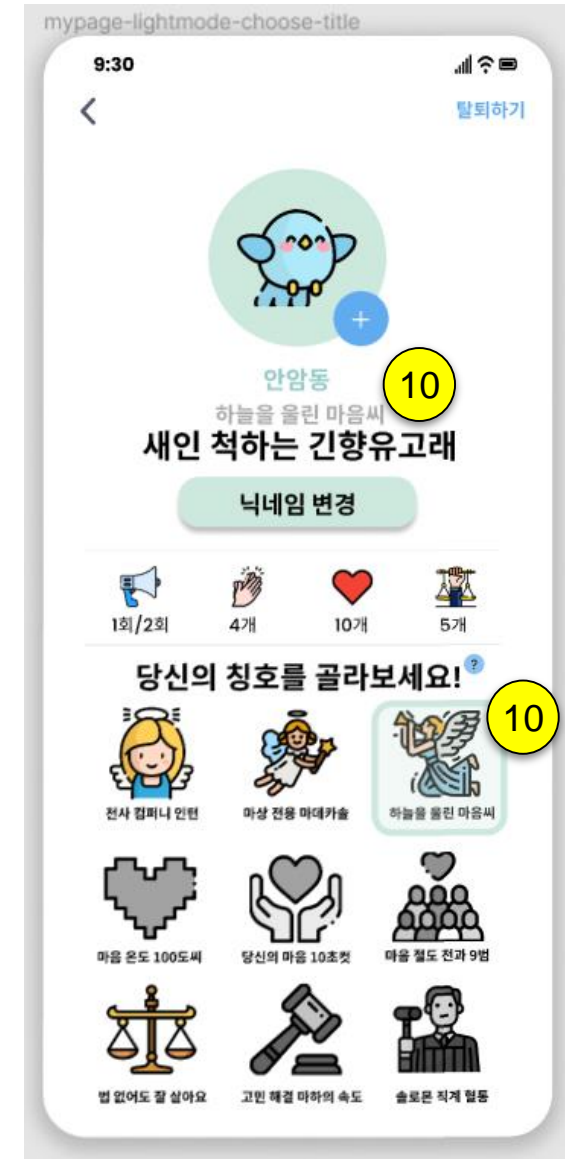 mypage-lightmode-choose-title
9:30
탈퇴하기
안암동
10
하늘을 울린 마음씨
새인 척하는 긴향유고래
닉네임 변경
1회/2회 4개 10개 5개
당신의 칭호를 골라보세요! ?
10
전사 컴퍼니 인턴 마상 전용 마데카솔 하늘을 울린 마음씨
마음 온도 100도씨 당신의 마음 10초컷 마음 절도 전과 9범
법 없어도 잘 살아요 고민 해결 마하의 속도 솔로몬 직계 혈통